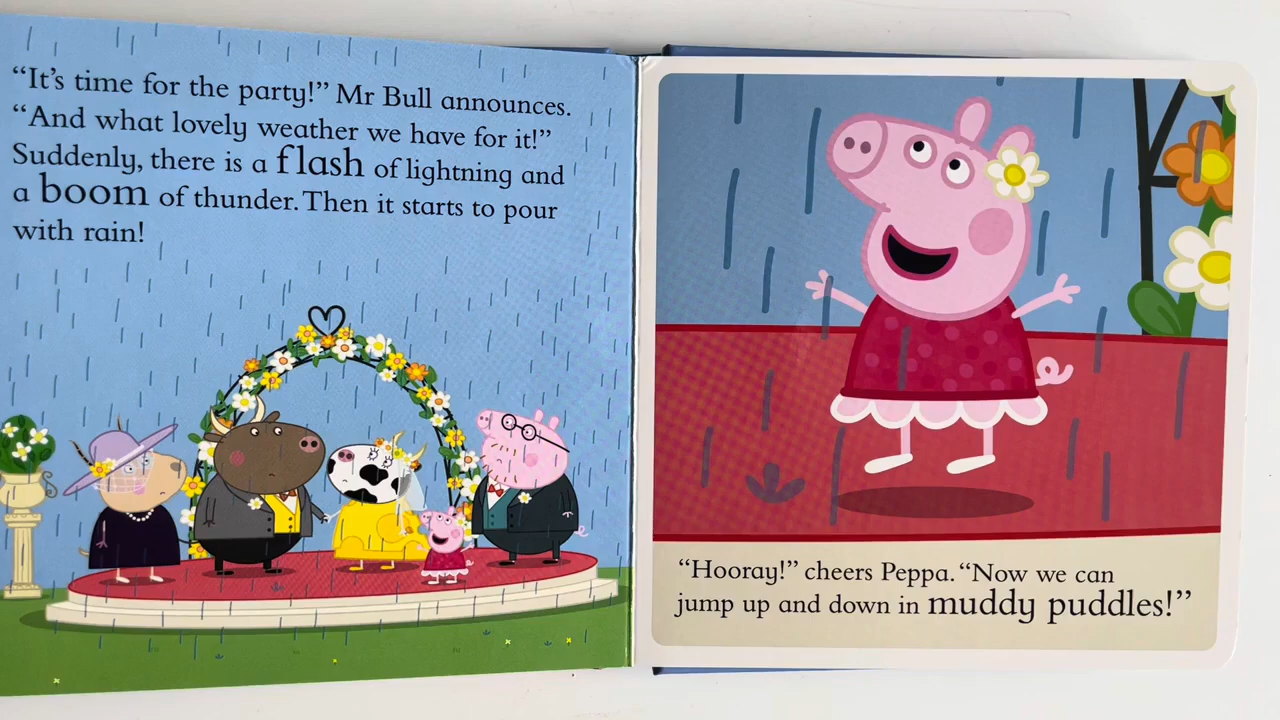 “It’s time for the party!” Mr Bull announces.
“And what lovely weather we have for it!”
Suddenly, there is a flash of lightning and
a boom of thunder. Then it starts to pour
with rain!
“Hooray!” cheers Peppa. “Now we can
jump up and down in muddy puddles!”